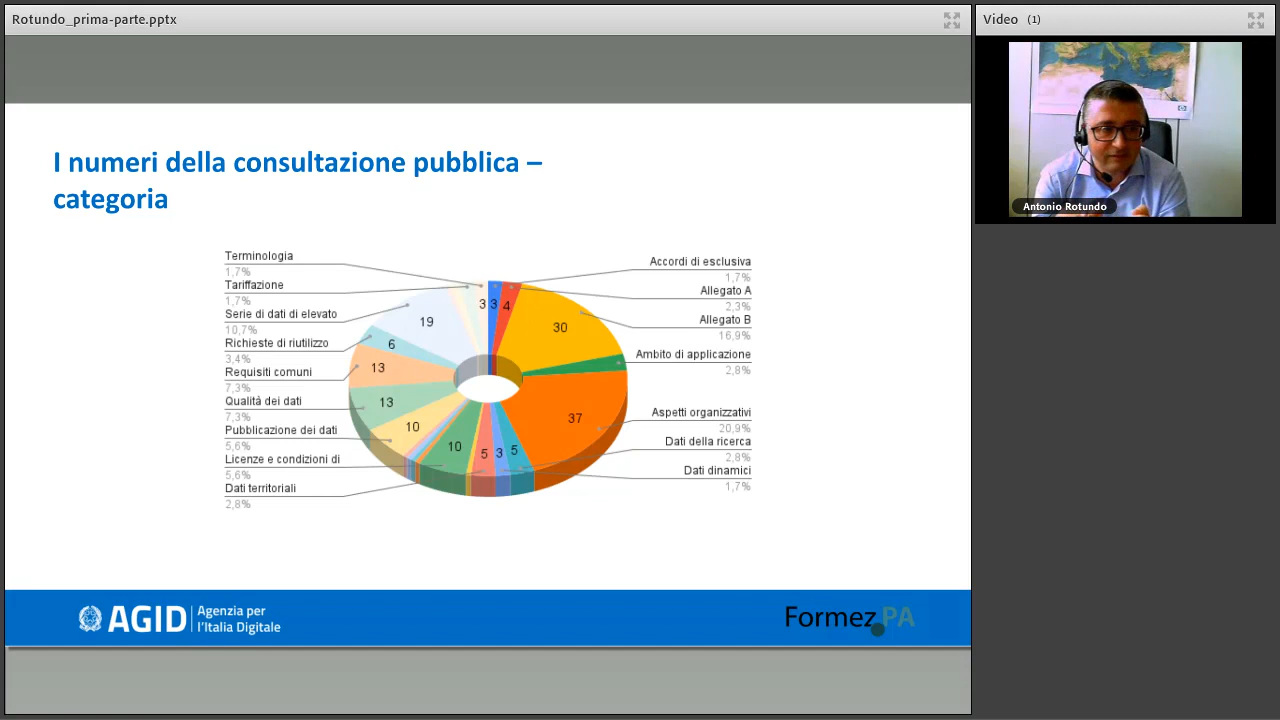 Rotundo_prima-parte.pptx
Video (1)
Antonio Rotundo
I numeri della consultazione pubblica –
categoria
Terminologia
1,7%
Tariffazione
1,7%
Serie di dati di elevato
10,7%
Richieste di riutilizzo
3,4%
Requisiti comuni
7,3%
Qualità dei dati
7,3%
Pubblicazione dei dati
5,6%
Licenze e condizioni di
5,6%
Dati territoriali
2,8%
3
3
4
30
37
5
3
5
10
10
13
13
6
19
Accordi di esclusiva
1,7%
Allegato A
2,3%
Allegato B
16,9%
Ambito di applicazione
2,8%
Aspetti organizzativi
20,9%
Dati della ricerca
2,8%
Dati dinamici
1,7%
AGID
Agenzia per
l'Italia Digitale
Formez PA